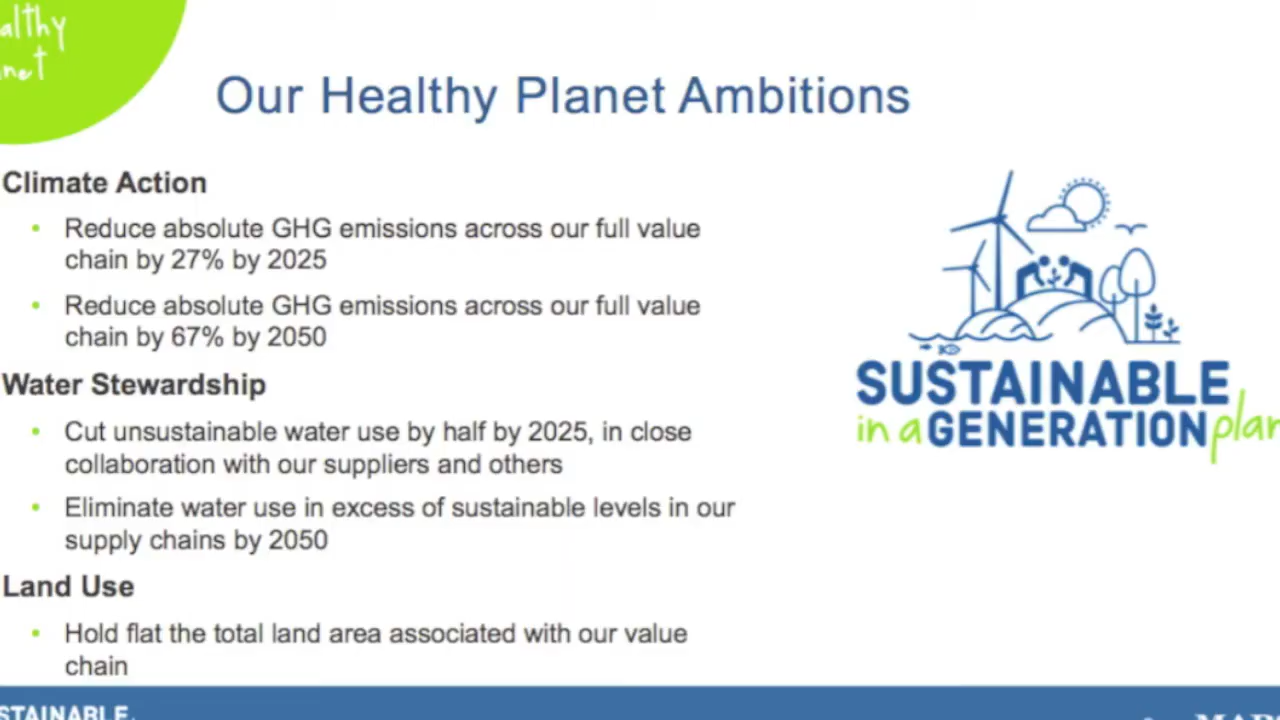 Our Healthy Planet Ambitions
Climate Action
• Reduce absolute GHG emissions across our full value
chain by 27% by 2025
• Reduce absolute GHG emissions across our full value
chain by 67% by 2050
Water Stewardship
• Cut unsustainable water use by half by 2025, in close
collaboration with our suppliers and others
• Eliminate water use in excess of sustainable levels in our
supply chains by 2050
Land Use
• Hold flat the total land area associated with our value
chain
SUSTAINABLE
in a GENERATION